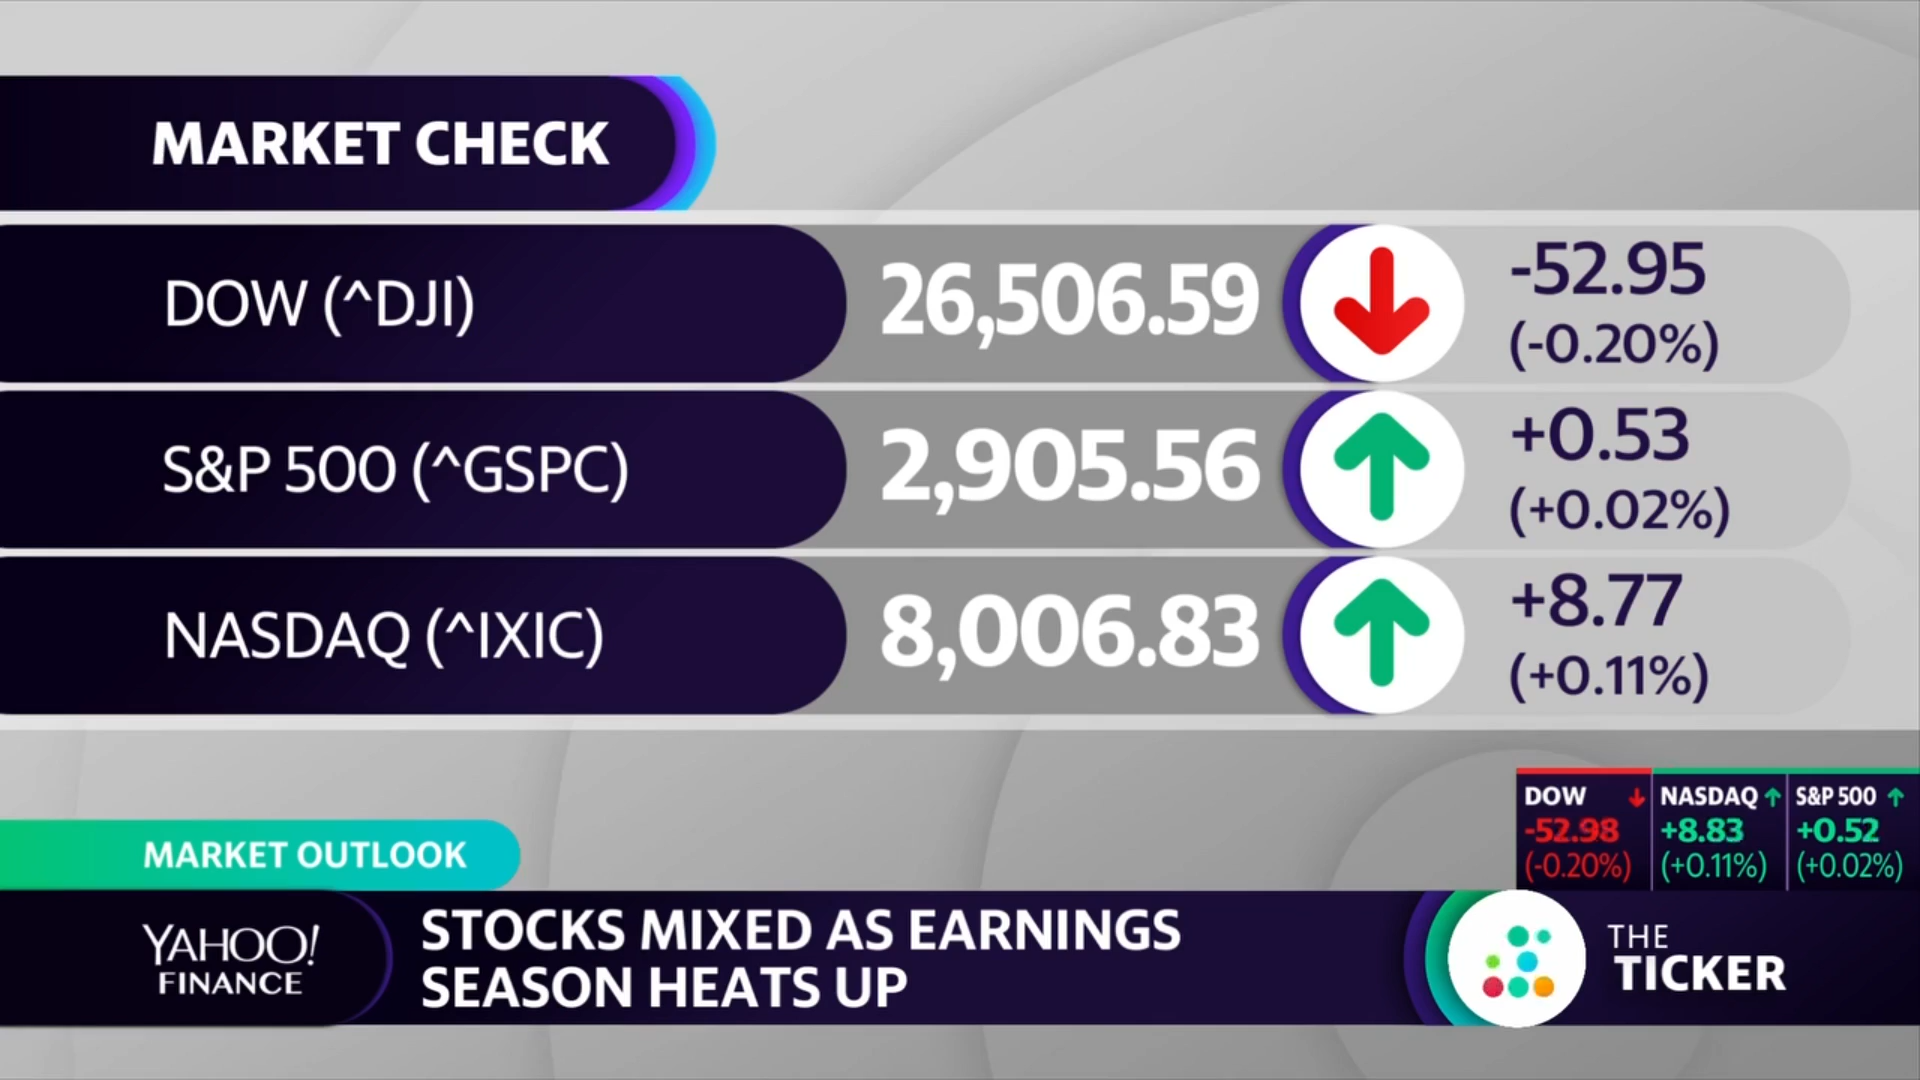 MARKET CHECK
DOW (^DJI) 26,506.59 -52.95
(-0.20%)
S&P 500 (^GSPC) 2,905.56 +0.53
(+0.02%)
NASDAQ (^IXIC) 8,006.83 +8.77
(+0.11%)
DOW NASDAQ S&P 500
-52.98 +8.83 +0.52
(-0.20%) (+0.11%) (+0.02%)
MARKET OUTLOOK
YAHOO!
FINANCE
STOCKS MIXED AS EARNINGS
SEASON HEATS UP
THE
TICKER